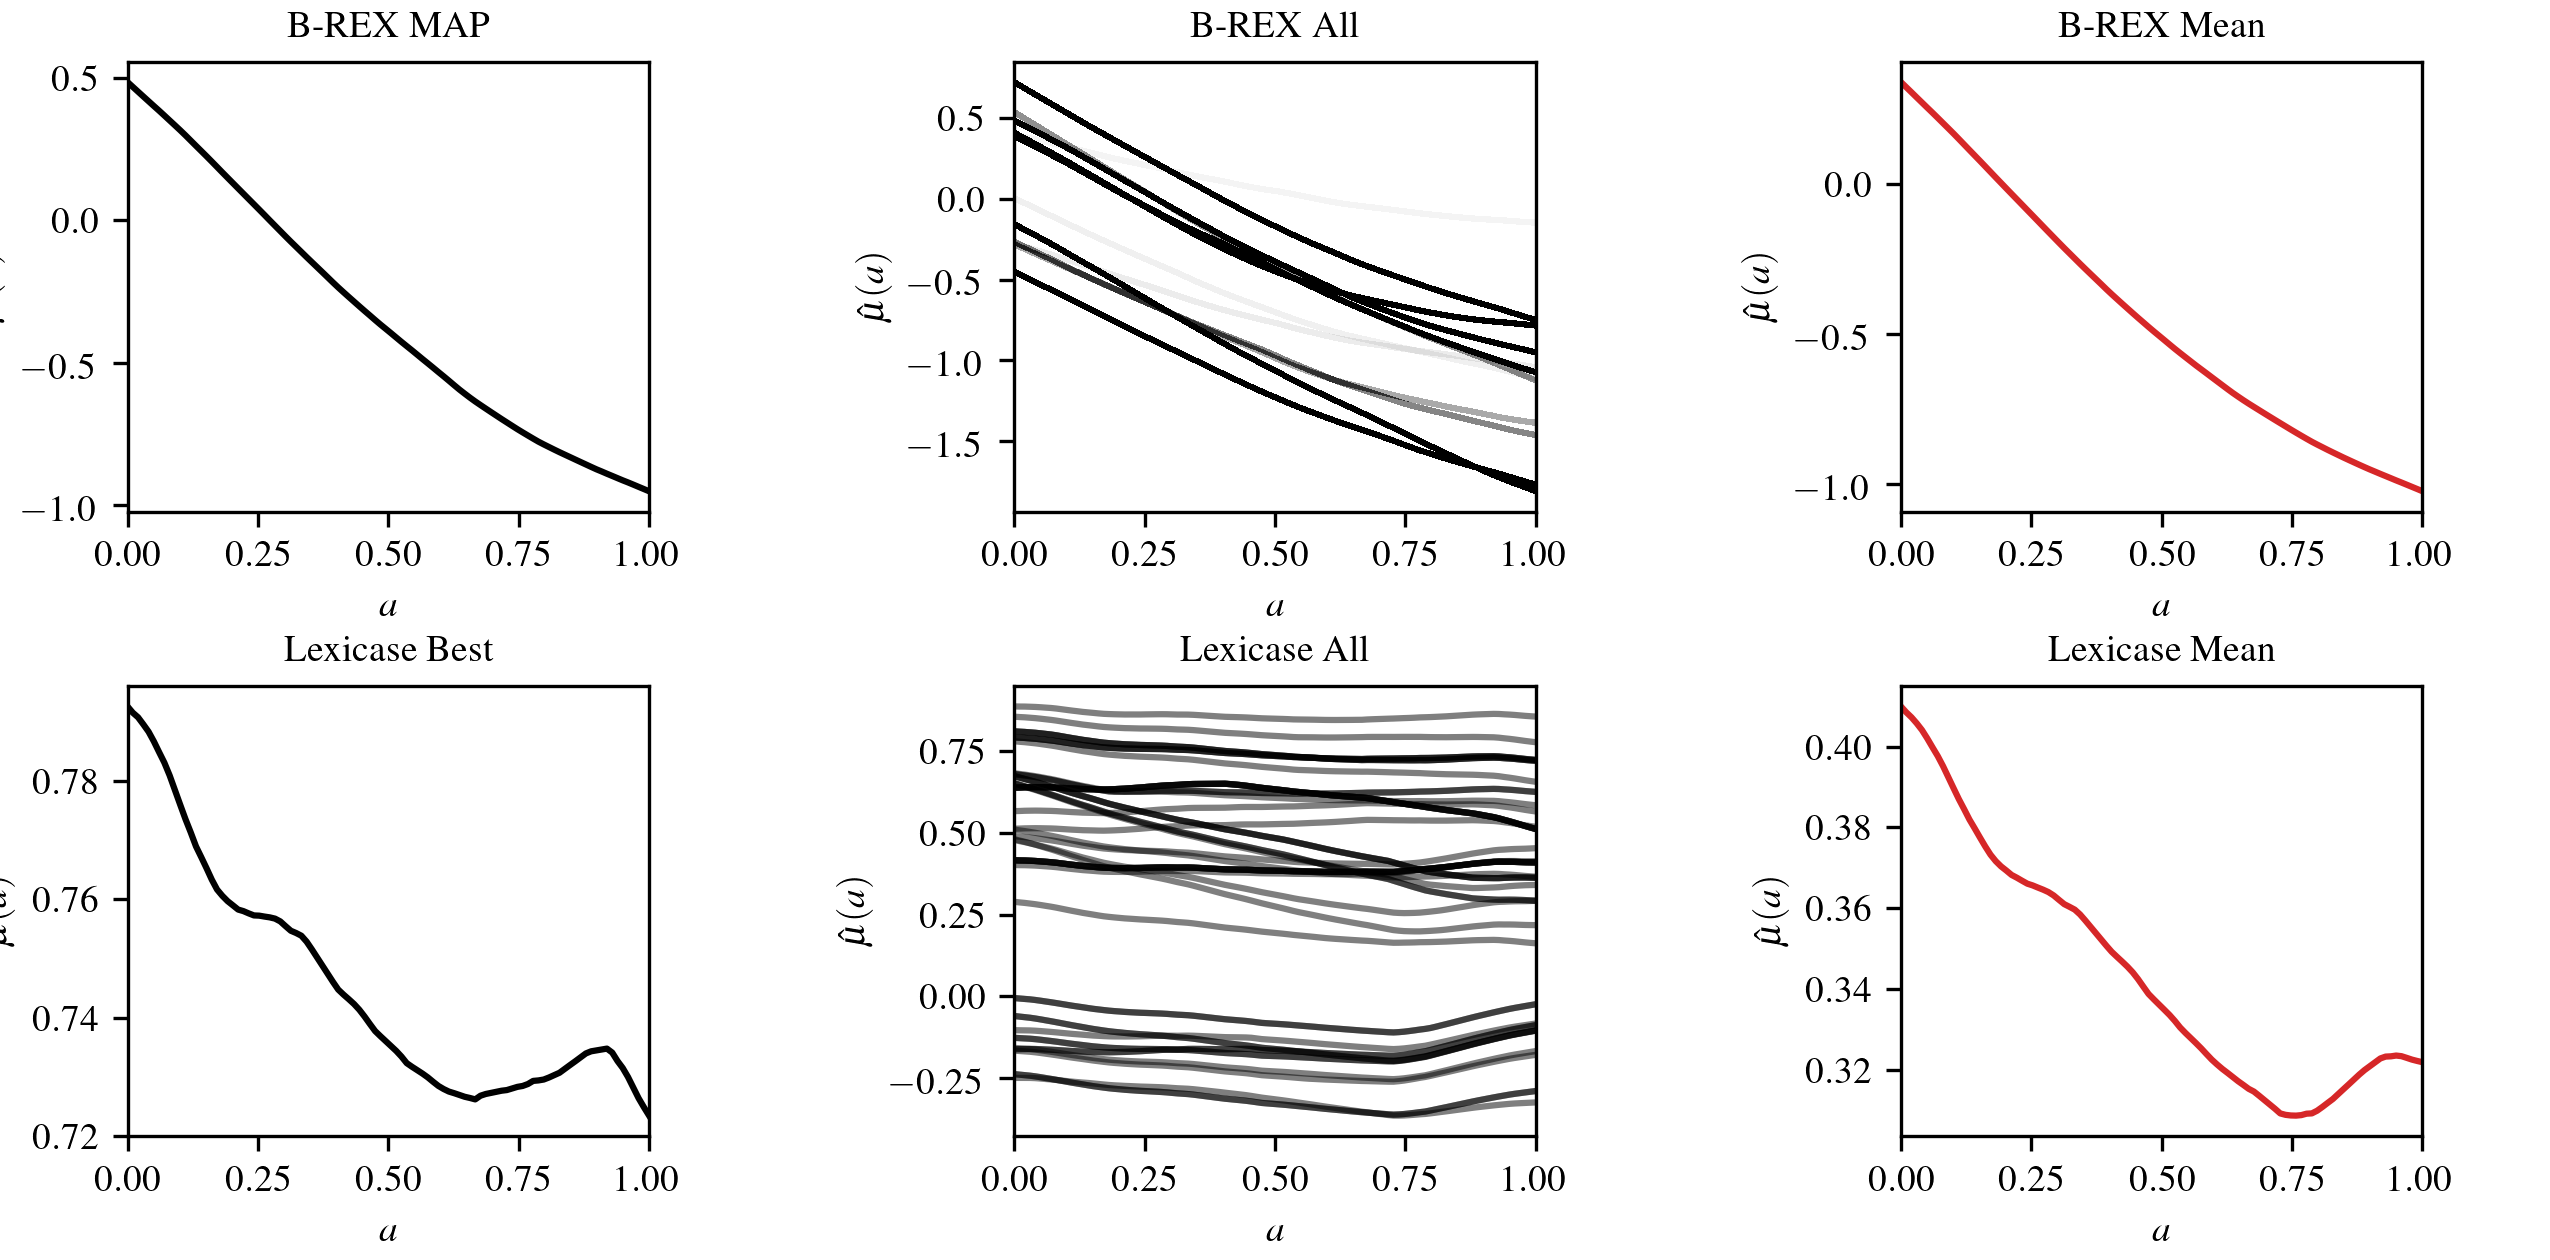 B-REX MAP
0.5
0.0
−0.5
−1.0
0.00 0.25 0.50 0.75 1.00
a
B-REX All
μ̂(a)
0.5
0.0
−0.5
−1.0
−1.5
0.00 0.25 0.50 0.75 1.00
a
B-REX Mean
μ̂(a)
0.0
−0.5
−1.0
0.00 0.25 0.50 0.75 1.00
a
Lexicase Best
0.78
0.76
0.74
0.72
0.00 0.25 0.50 0.75 1.00
a
Lexicase All
μ̂(a)
0.75
0.50
0.25
0.00
−0.25
0.00 0.25 0.50 0.75 1.00
a
Lexicase Mean
μ̂(a)
0.40
0.38
0.36
0.34
0.32
0.00 0.25 0.50 0.75 1.00
a